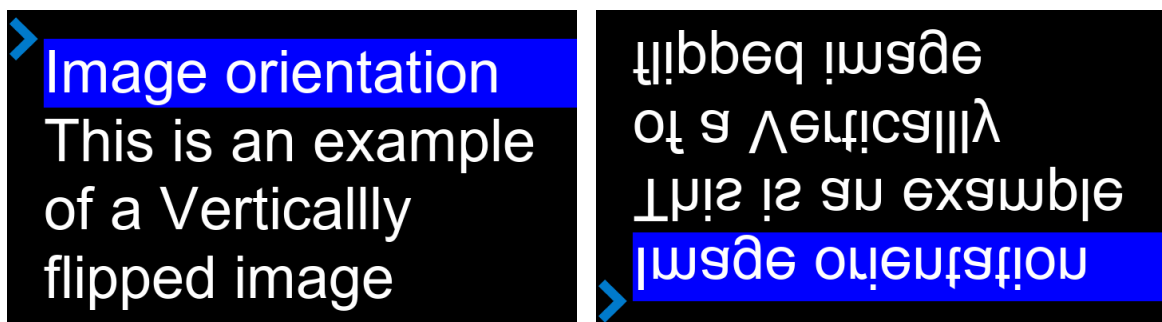 Image orientation
This is an example
of a Verticallly
flipped image
flipped image
of a Verticallly
This is an example
Image orientation